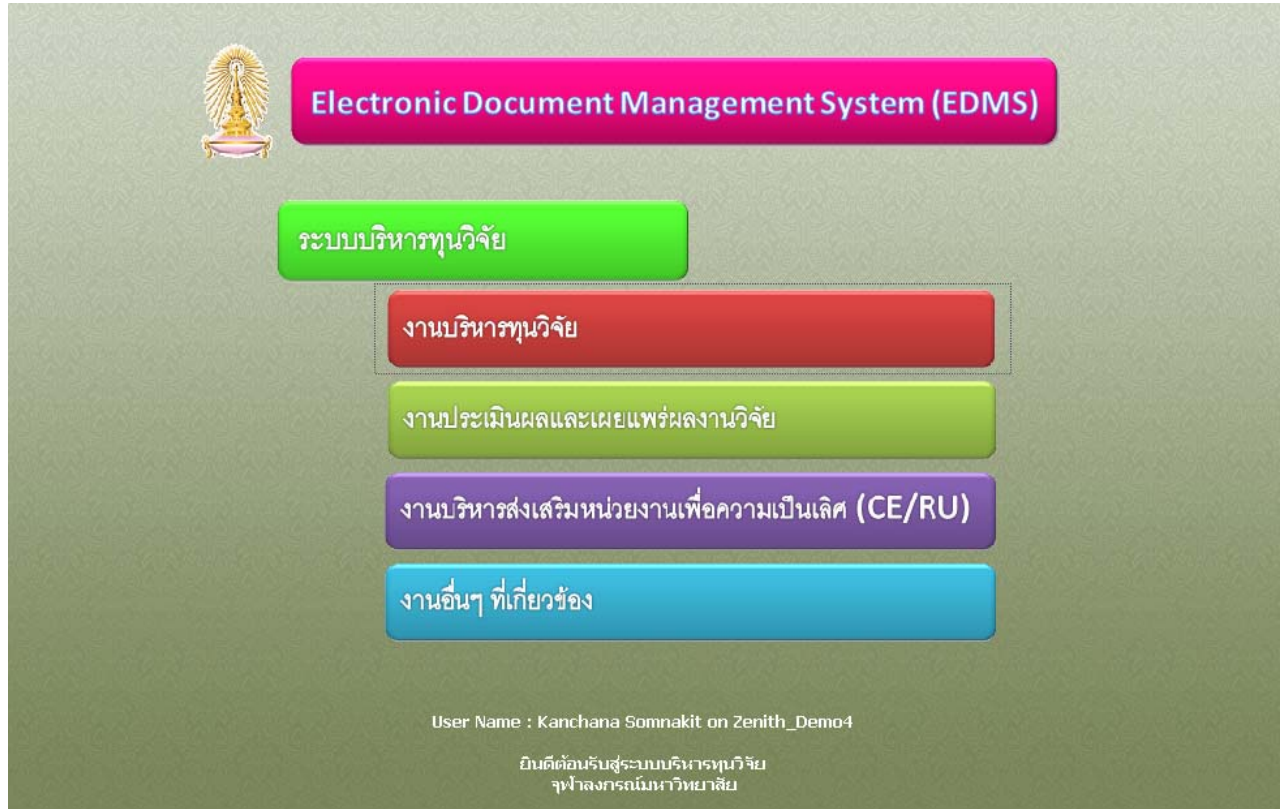 Electronic Document Management System (EDMS)
ระบบบริหารทุนวิจัย
งานบริหารทุนวิจัย
งานประเมินผลและเผยแพร่ผลงานวิจัย
งานบริหารส่งเสริมหน่วยงานเพื่อความเป็นเลิศ (CE/RU)
งานอื่นๆ ที่เกี่ยวข้อง
User Name : Kanchana Somnakit on Zenith_Demo4
ยินดีต้อนรับสู่ระบบบริหารทุนวิจัย
จุฬาลงกรณ์มหาวิทยาลัย